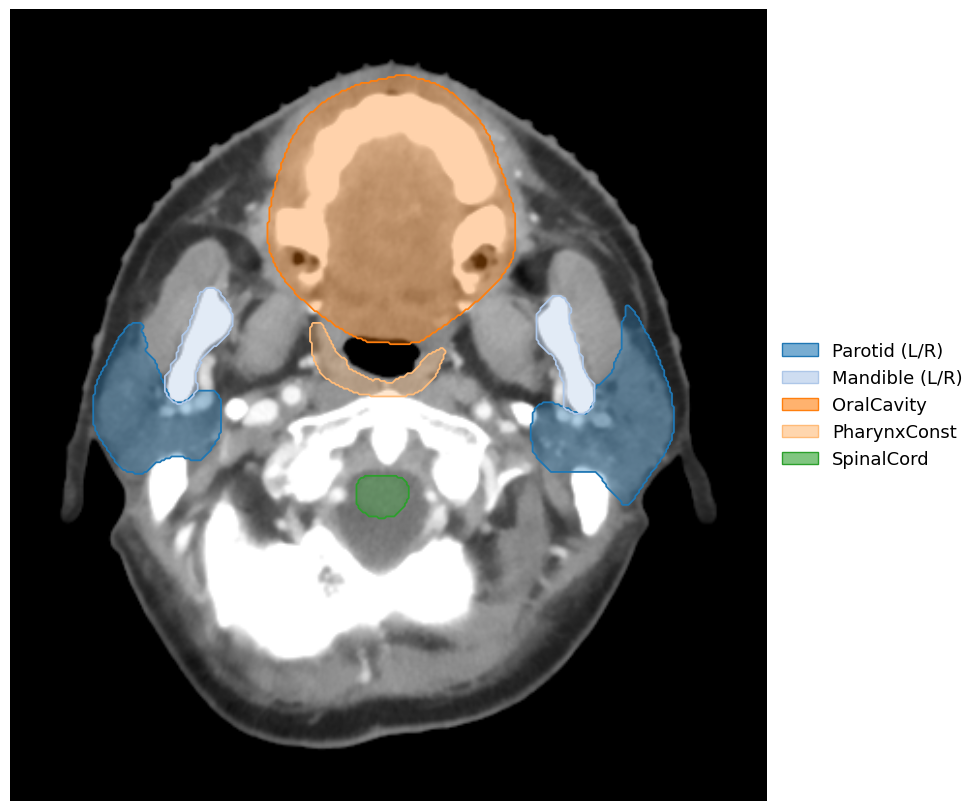 Parotid (L/R)
Mandible (L/R)
OralCavity
PharynxConst
SpinalCord